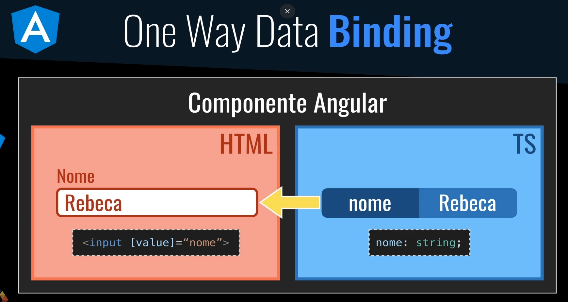 One Way Data Binding
Componente Angular
HTML
TS
Nome
Rebeca
nome Rebeca
<input [value]=“nome”>
nome: string;